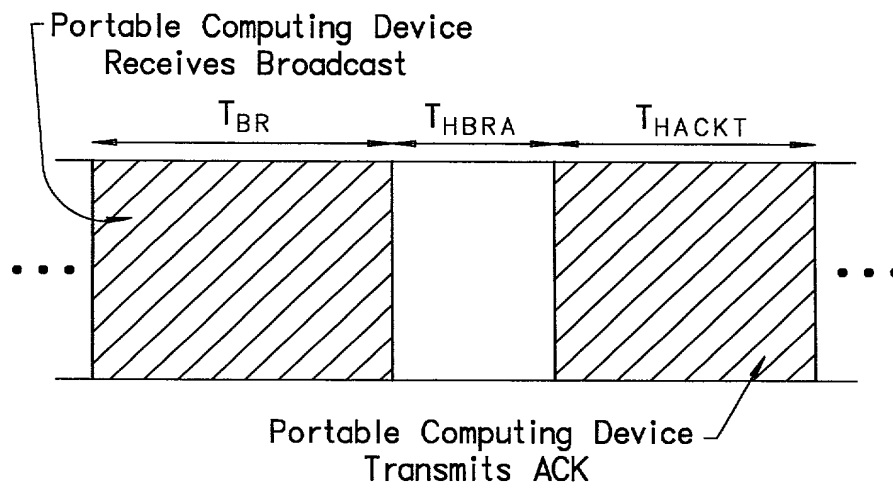 Portable Computing Device
Receives Broadcast
T_BR T_HBRA T_HACKT
Portable Computing Device
Transmits ACK